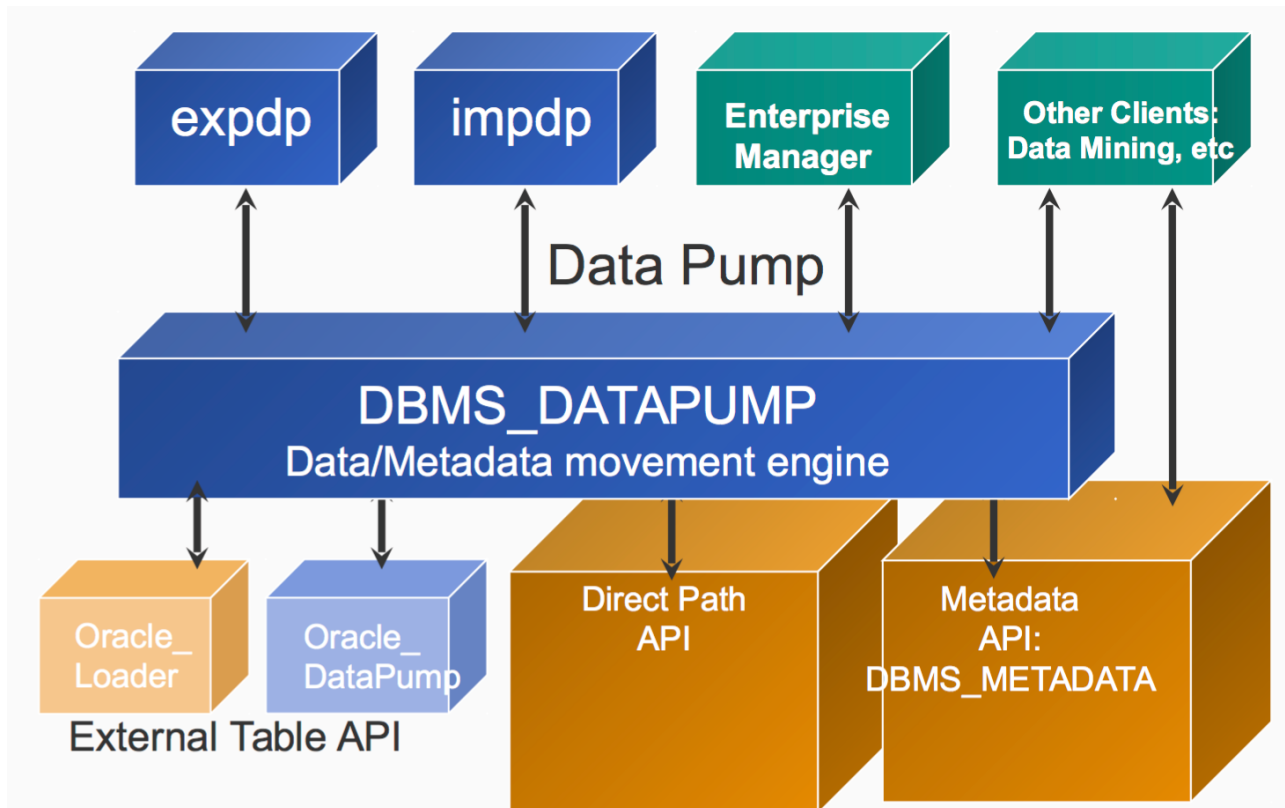 expdp
impdp
Enterprise
Manager
Other Clients:
Data Mining, etc
Data Pump
DBMS_DATAPUMP
Data/Metadata movement engine
Oracle_
Loader
Oracle_
DataPump
External Table API
Direct Path
API
Metadata
API:
DBMS_METADATA